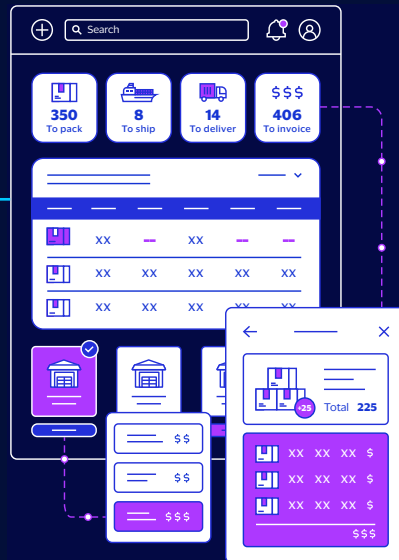 Search
$$$
350
8
14
406
To pack
To ship
To deliver
To invoice
XX -- XX -- --
XX XX XX XX XX
XX XX XX XX XX
+25
Total 225
XX XX XX $
XX XX XX $
XX XX XX $
$$$
$$
$$
$$$